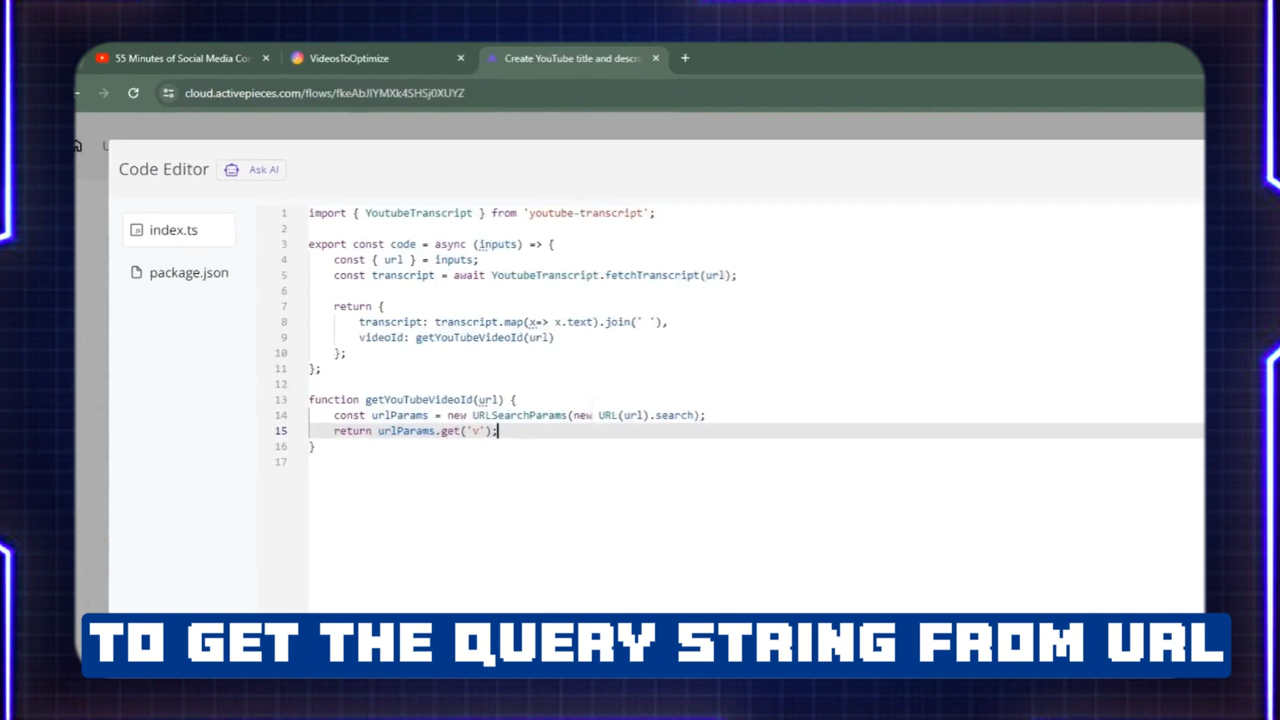 55 Minutes of Social Media Co
VideosToOptimize
Create YouTube title and descr
cloud.activepieces.com/flows/fkeAbJlYMXk4SHSj0XUYZ
Code Editor
Ask AI
index.ts
package.json
1 import { YoutubeTranscript } from 'youtube-transcript';
2
3 export const code = async (inputs) => {
4 const { url } = inputs;
5 const transcript = await YoutubeTranscript.fetchTranscript(url);
6
7 return {
8 transcript: transcript.map(x=> x.text).join(' '),
9 videoId: getYouTubeVideoId(url)
10 };
11 };
12
13 function getYouTubeVideoId(url) {
14 const urlParams = new URLSearchParams(new URL(url).search);
15 return urlParams.get('v');
16 }
17
TO GET THE QUERY STRING FROM URL